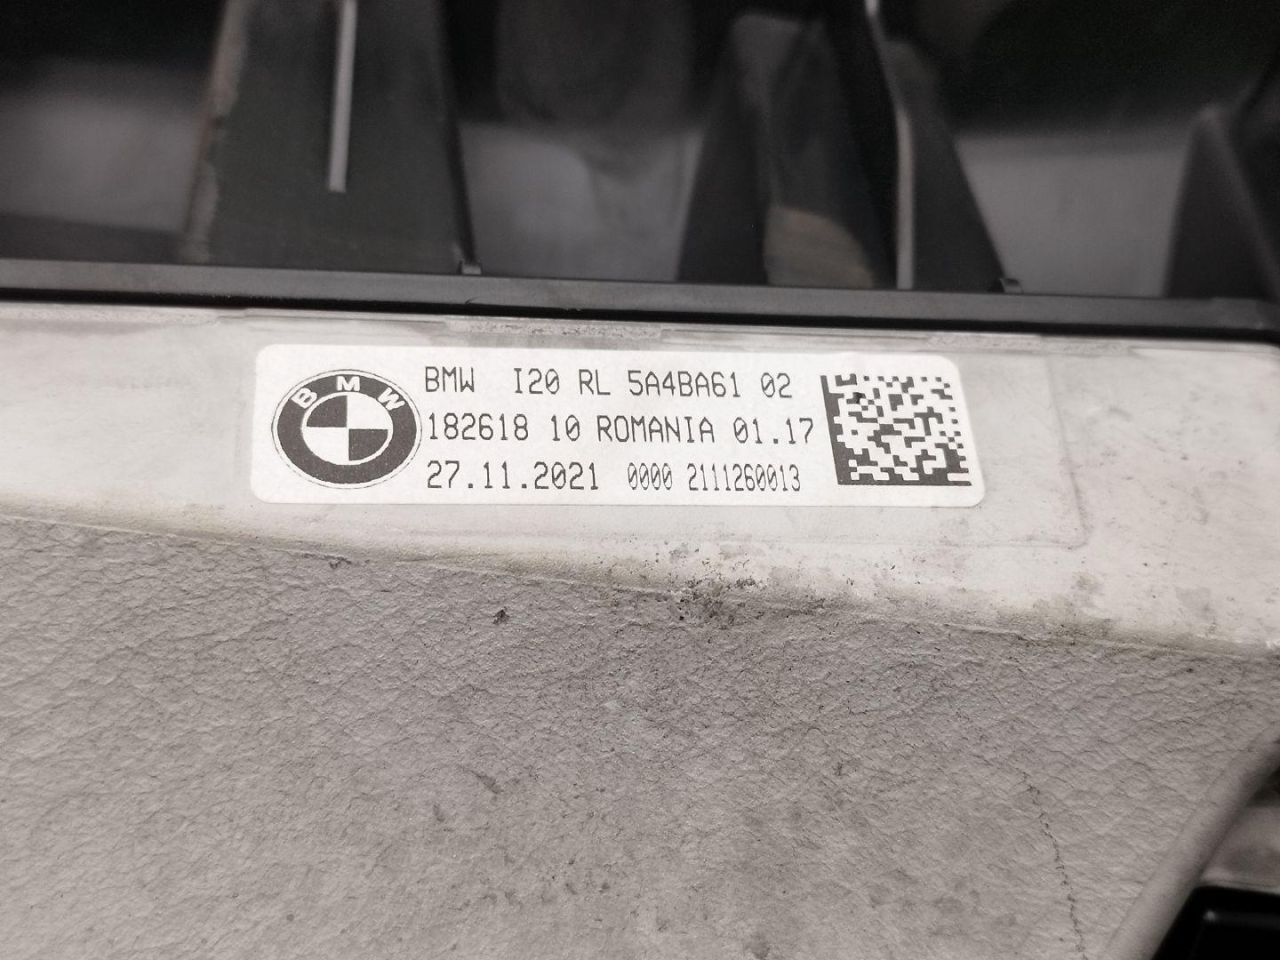 BMW
BMW I20 RL 5A4BA61 02
182618 10 ROMANIA 01.17
27.11.2021 0000 2111260013